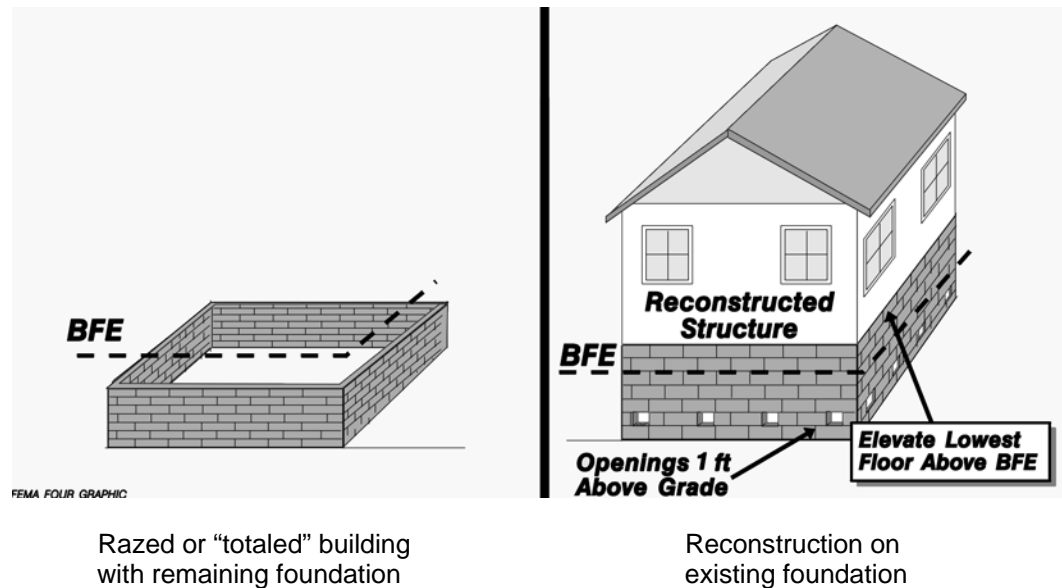 BFE
FEMA FOUR GRAPHIC
Reconstructed
Structure
BFE
Openings 1 ft
Above Grade
Elevate Lowest
Floor Above BFE
Razed or “totaled” building
with remaining foundation
Reconstruction on
existing foundation